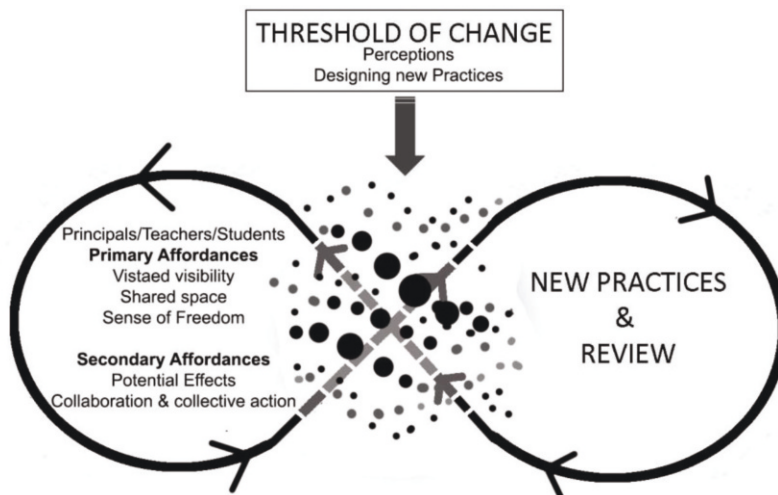 THRESHOLD OF CHANGE
Perceptions
Designing new Practices
Principals/Teachers/Students
Primary Affordances
Vistaed visibility
Shared space
Sense of Freedom
Secondary Affordances
Potential Effects
Collaboration & collective action
NEW PRACTICES
&
REVIEW